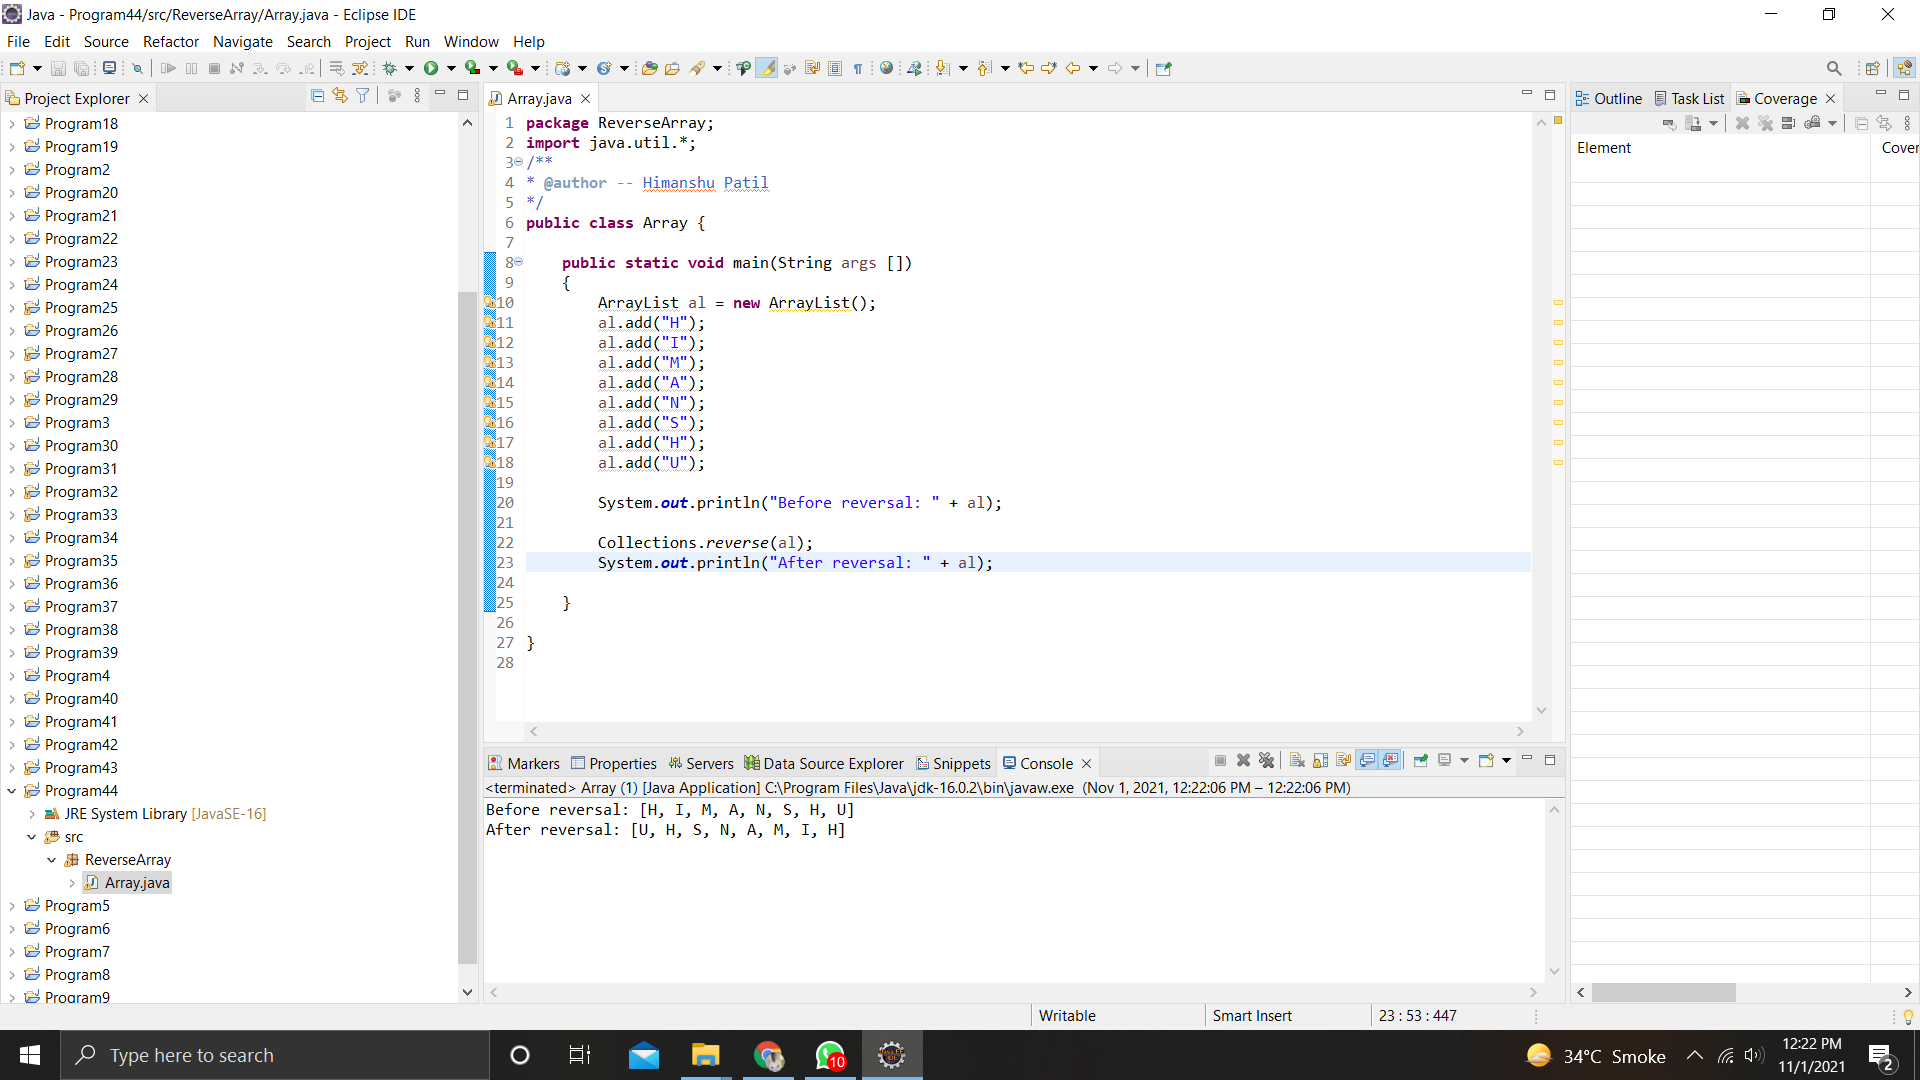 Java - Program44/src/ReverseArray/Array.java - Eclipse IDE
File Edit Source Refactor Navigate Search Project Run Window Help
Project Explorer
Program18
Program19
Program2
Program20
Program21
Program22
Program23
Program24
Program25
Program26
Program27
Program28
Program29
Program3
Program30
Program31
Program32
Program33
Program34
Program35
Program36
Program37
Program38
Program39
Program4
Program40
Program41
Program42
Program43
Program44
JRE System Library [JavaSE-16]
src
ReverseArray
Array.java
Program5
Program6
Program7
Program8
Program9
Array.java
1 package ReverseArray;
2 import java.util.*;
3 /**
4 * @author -- Himanshu Patil
5 */
6 public class Array {
7
8 public static void main(String args [])
9 {
10 ArrayList al = new ArrayList();
11 al.add("H");
12 al.add("I");
13 al.add("M");
14 al.add("A");
15 al.add("N");
16 al.add("S");
17 al.add("H");
18 al.add("U");
19
20 System.out.println("Before reversal: " + al);
21
22 Collections.reverse(al);
23 System.out.println("After reversal: " + al);
24
25 }
26
27 }
28
Markers Properties Servers Data Source Explorer Snippets Console
<terminated> Array (1) [Java Application] C:\Program Files\Java\jdk-16.0.2\bin\javaw.exe (Nov 1, 2021, 12:22:06 PM – 12:22:06 PM)
Before reversal: [H, I, M, A, N, S, H, U]
After reversal: [U, H, S, N, A, M, I, H]
Outline Task List Coverage
Element Cover
Writable Smart Insert 23 : 53 : 447
Type here to search
10
34°C Smoke
12:22 PM
11/1/2021
2